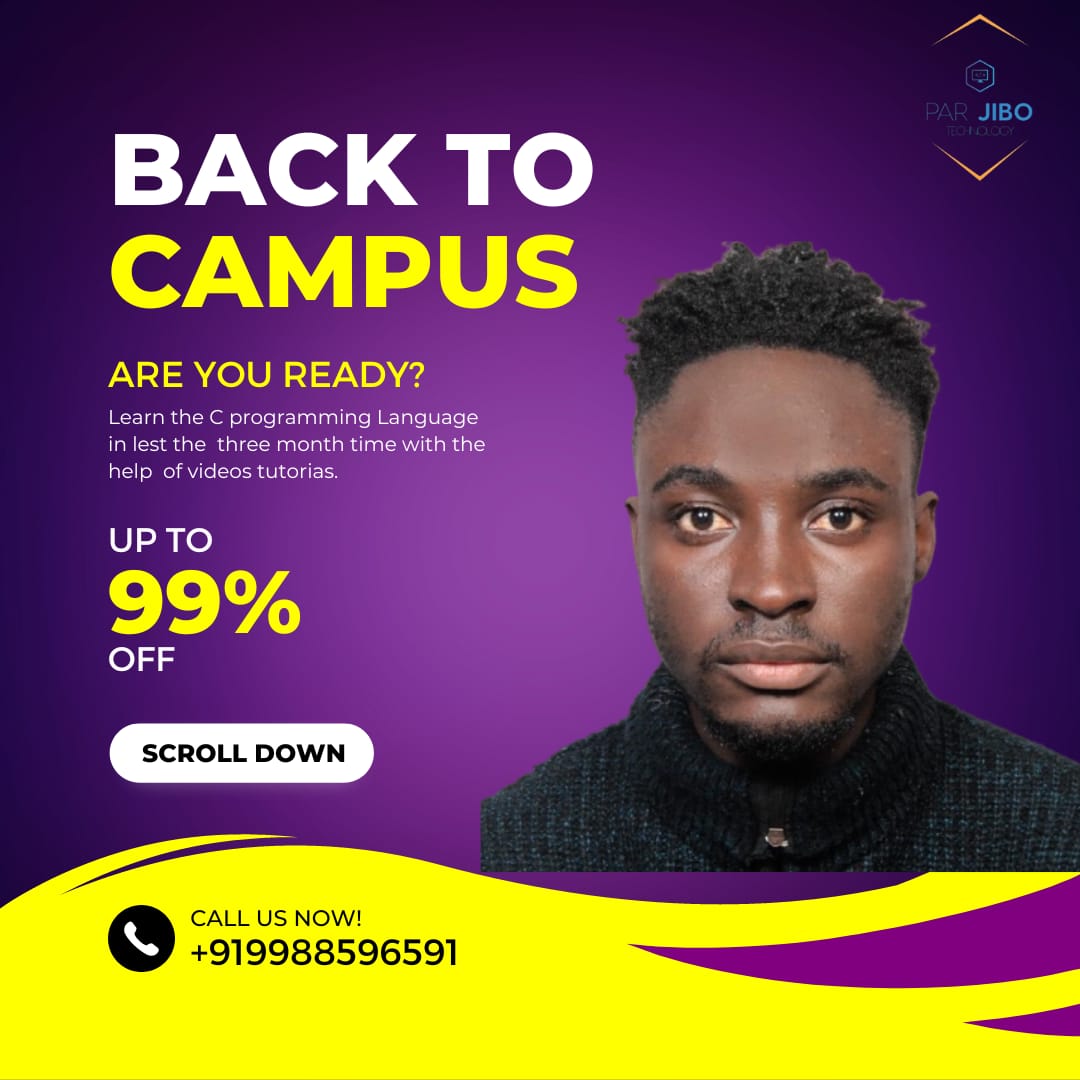 PAR JIBO
TECHNOLOGY
BACK TO
CAMPUS
ARE YOU READY?
Learn the C programming Language
in lest the three month time with the
help of videos tutorias.
UP TO
99%
OFF
SCROLL DOWN
CALL US NOW!
+919988596591